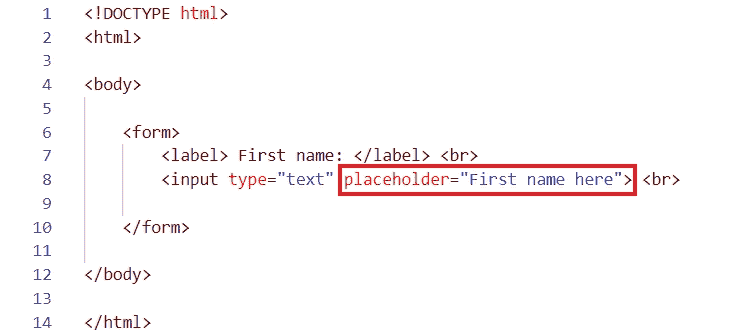 1 <!DOCTYPE html>
2 <html>
3
4 <body>
5
6 <form>
7 <label> First name: </label> <br>
8 <input type="text" placeholder="First name here"> <br>
9
10 </form>
11
12 </body>
13
14 </html>